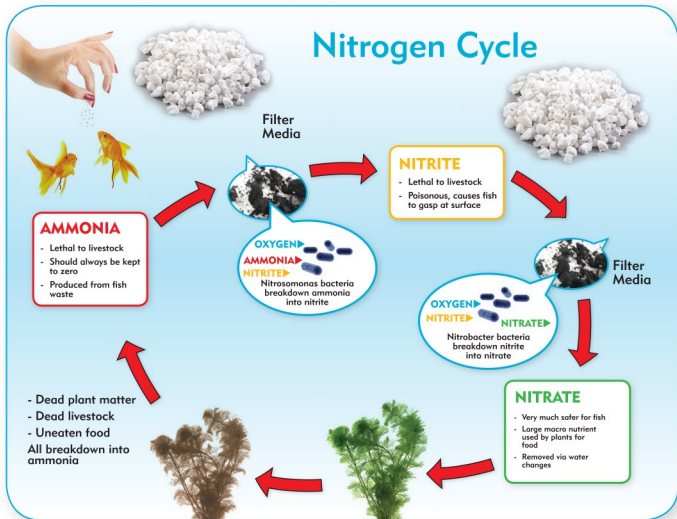 Nitrogen Cycle
Filter
Media
NITRITE
- Lethal to livestock
- Poisonous, causes fish
to gasp at surface
AMMONIA
- Lethal to livestock
- Should always be kept
to zero
- Produced from fish
waste
OXYGEN
AMMONIA
NITRITE
Nitrosomonas bacteria
breakdown ammonia
into nitrite
Filter
Media
OXYGEN
NITRITE
NITRATE
Nitrobacter bacteria
breakdown nitrite
into nitrate
NITRATE
- Very much safer for fish
- Large macro nutrient
used by plants for
food
- Removed via water
changes
- Dead plant matter
- Dead livestock
- Uneaten food
All breakdown into
ammonia